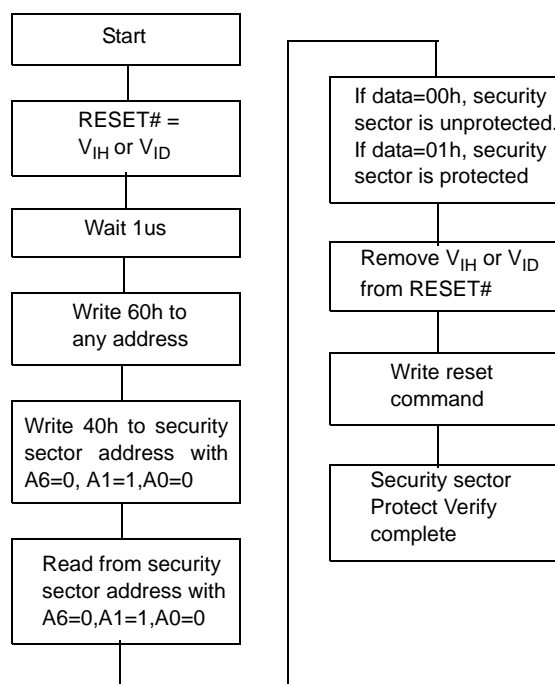 Start
RESET# =
VIH or VID
Wait 1us
Write 60h to
any address
Write 40h to security
sector address with
A6=0, A1=1,A0=0
Read from security
sector address with
A6=0,A1=1,A0=0
If data=00h, security
sector is unprotected.
If data=01h, security
sector is protected
Remove VIH or VID
from RESET#
Write reset
command
Security sector
Protect Verify
complete